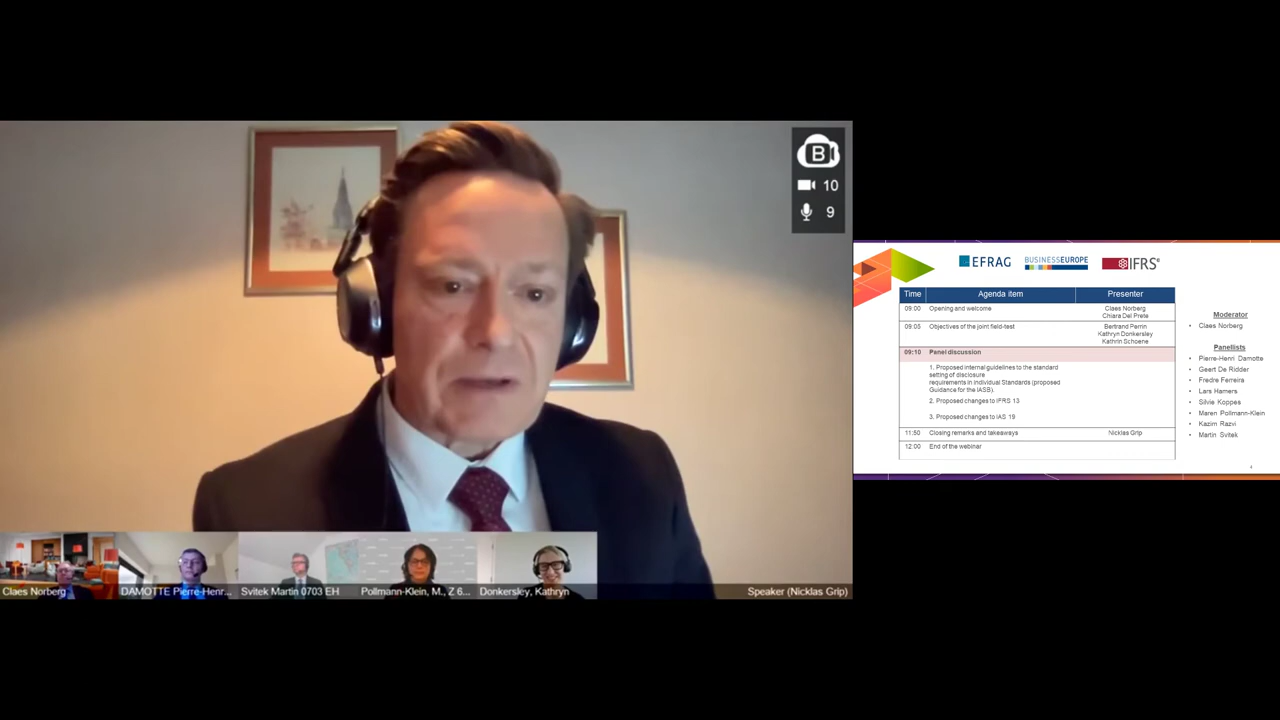 B
10
9
Claes Norberg
DAMOTTE Pierre-Henr...
Svitek Martin 0703 EH
Pollmann-Klein, M., Z 6...
Donkersley, Kathryn
Speaker (Nicklas Grip)
EFRAG
BUSINESSEUROPE
IFRS®
Time Agenda item Presenter
09:00 Opening and welcome Claes Norberg
Chiara Del Prete
09:05 Objectives of the joint field-test Bertrand Perrin
Kathryn Donkersley
Kathrin Schoene
09:10 Panel discussion
1. Proposed internal guidelines to the standard
setting of disclosure
requirements in individual Standards (proposed
Guidance for the IASB).
2. Proposed changes to IFRS 13
3. Proposed changes to IAS 19
11:50 Closing remarks and takeaways Nicklas Grip
12:00 End of the webinar
Moderator
• Claes Norberg
Panellists
• Pierre-Henri Damotte
• Geert De Ridder
• Fredre Ferreira
• Lars Hamers
• Silvie Koppes
• Maren Pollmann-Klein
• Kazim Razvi
• Martin Svitek